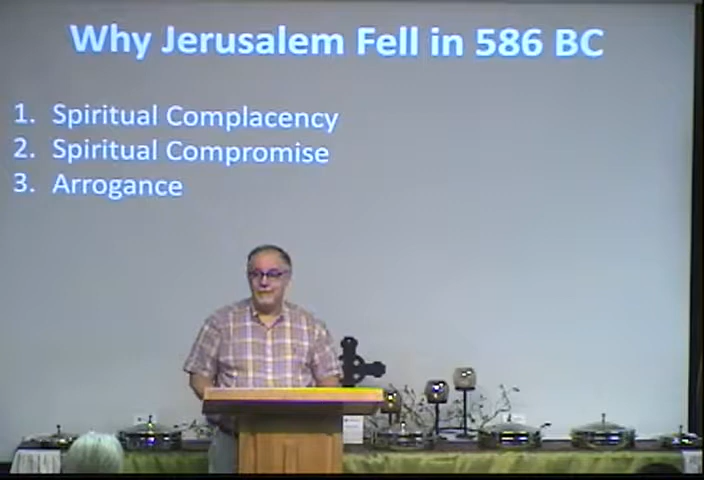 Why Jerusalem Fell in 586 BC
1. Spiritual Complacency
2. Spiritual Compromise
3. Arrogance